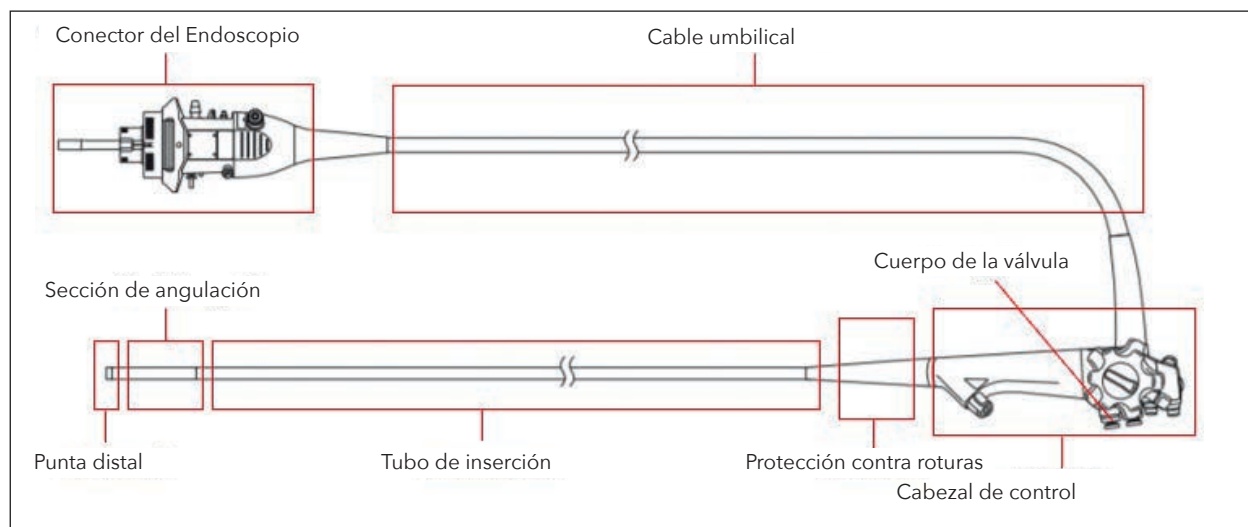 Conector del Endoscopio
Cable umbilical
Cuerpo de la válvula
Sección de angulación
Punta distal
Tubo de inserción
Protección contra roturas
Cabezal de control